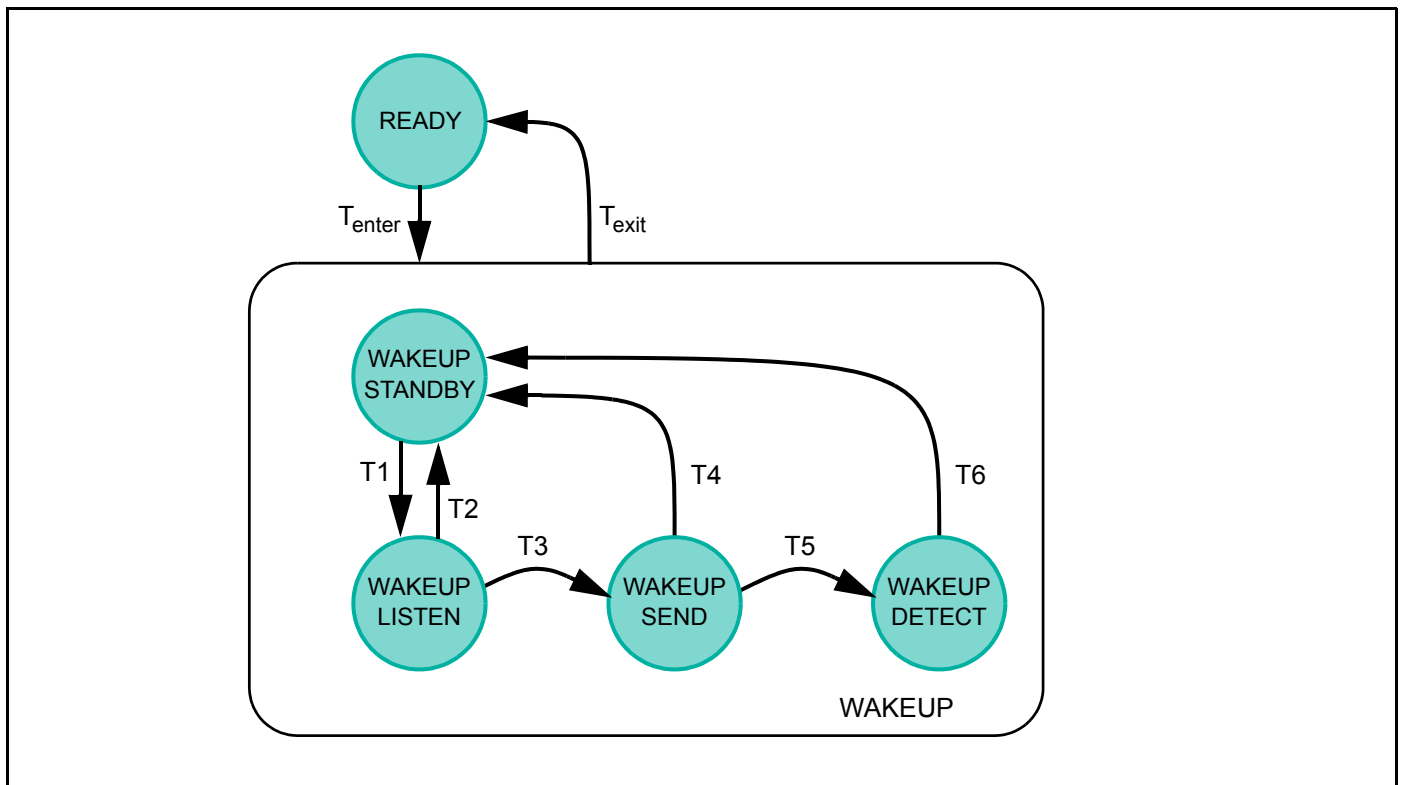 READY
Tenter
Texit
WAKEUP
STANDBY
T1
T2
T4
T6
T3
T5
WAKEUP
LISTEN
WAKEUP
SEND
WAKEUP
DETECT
WAKEUP